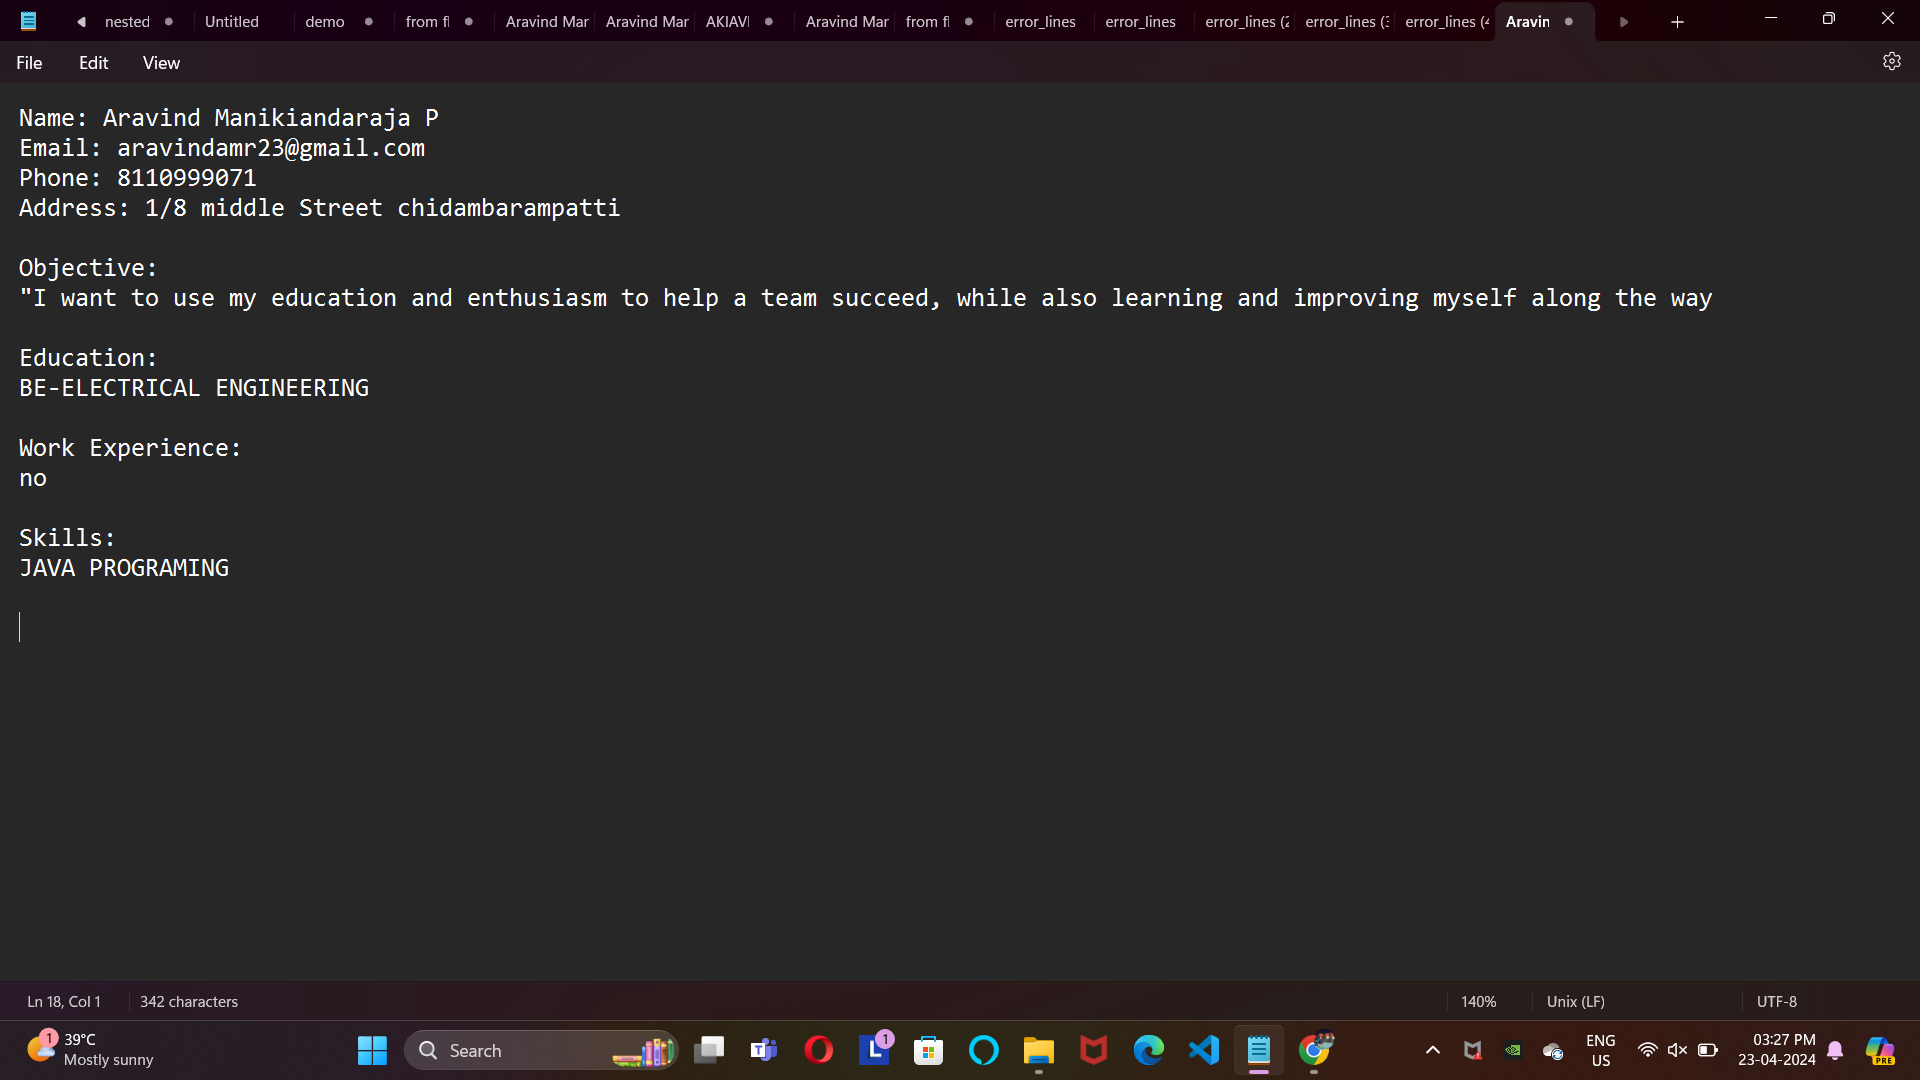 nested
Untitled
demo
from fl
Aravind Mar
Aravind Mar
AKIAVI
Aravind Mar
from fl
error_lines
error_lines
error_lines (2
error_lines (3
error_lines (4
Aravin
File Edit View
Name: Aravind Manikiandaraja P
Email: aravindamr23@gmail.com
Phone: 8110999071
Address: 1/8 middle Street chidambarampatti
Objective:
"I want to use my education and enthusiasm to help a team succeed, while also learning and improving myself along the way
Education:
BE-ELECTRICAL ENGINEERING
Work Experience:
no
Skills:
JAVA PROGRAMING
Ln 18, Col 1 342 characters 140% Unix (LF) UTF-8
1
39°C
Mostly sunny
Search
T
L
1
ENG
US
03:27 PM
23-04-2024
PRE